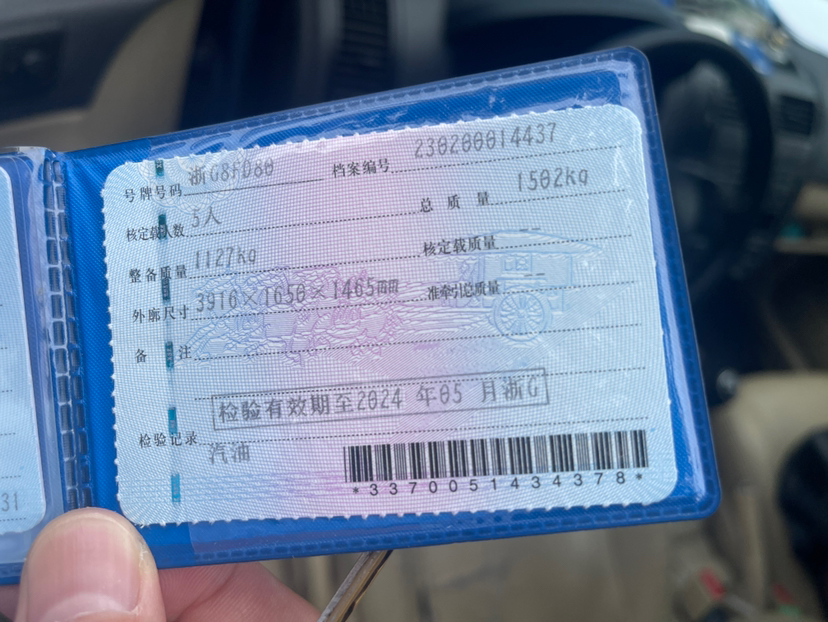 号牌号码 浙G8FD80 档案编号 230200014437
核定载人数 5人 总质量 1502kg
整备质量 1127kg 核定载质量 --
外廓尺寸 3916×1650×1465mm 准牵引总质量 --
备注
检验有效期至2024年05月浙G
检验记录
汽油
*3370051434378*
31